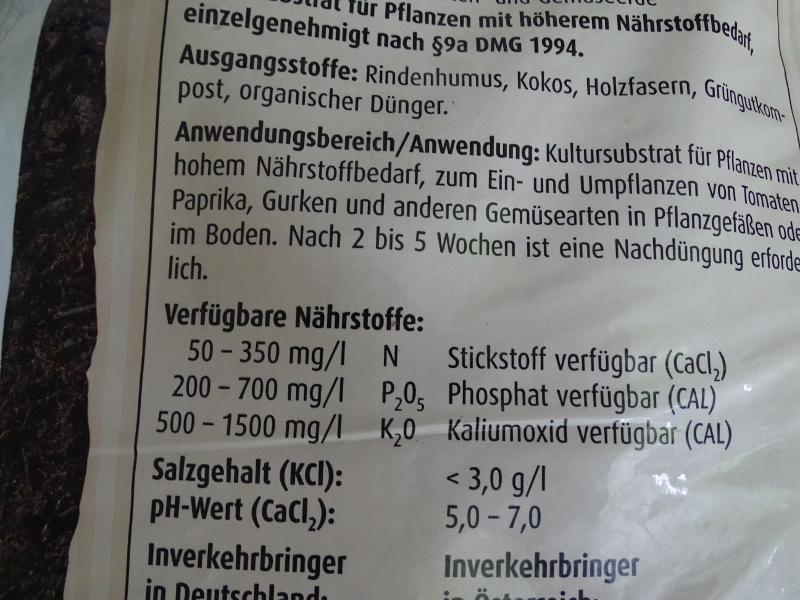 für Pflanzen mit höherem Nährstoffbedarf,
einzelgenehmigt nach §9a DMG 1994.
Ausgangsstoffe: Rindenhumus, Kokos, Holzfasern, Grüngutkom-
post, organischer Dünger.
Anwendungsbereich/Anwendung: Kultursubstrat für Pflanzen mit
hohem Nährstoffbedarf, zum Ein- und Umpflanzen von Tomaten,
Paprika, Gurken und anderen Gemüsearten in Pflanzgefäßen ode
im Boden. Nach 2 bis 5 Wochen ist eine Nachdüngung erforde
lich.
Verfügbare Nährstoffe:
50 – 350 mg/l N Stickstoff verfügbar (CaCl₂)
200 – 700 mg/l P₂O₅ Phosphat verfügbar (CAL)
500 – 1500 mg/l K₂O Kaliumoxid verfügbar (CAL)
Salzgehalt (KCl): < 3,0 g/l
pH-Wert (CaCl₂): 5,0 – 7,0
Inverkehrbringer Inverkehrbringer
in Deutschland: in Österreich: